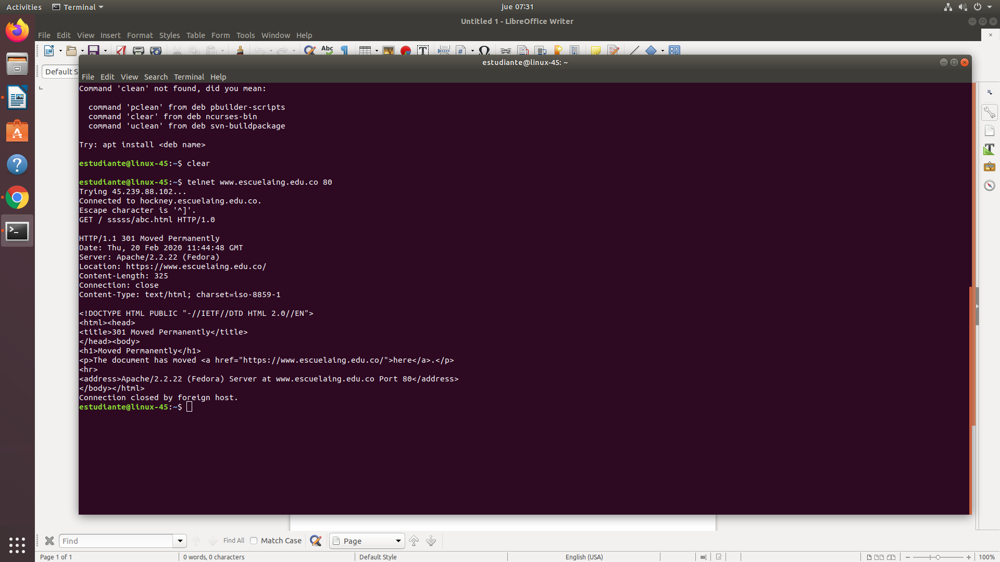 Activities Terminal jue 07:31
Untitled 1 - LibreOffice Writer
File Edit View Insert Format Styles Table Form Tools Window Help
Default S
estudiante@linux-45: ~
File Edit View Search Terminal Help
Command 'clean' not found, did you mean:
command 'pclean' from deb pbuilder-scripts
command 'clear' from deb ncurses-bin
command 'uclean' from deb svn-buildpackage
Try: apt install <deb name>
estudiante@linux-45:~$ clear
estudiante@linux-45:~$ telnet www.escuelaing.edu.co 80
Trying 45.239.88.102...
Connected to hockney.escuelaing.edu.co.
Escape character is '^]'.
GET / sssss/abc.html HTTP/1.0
HTTP/1.1 301 Moved Permanently
Date: Thu, 20 Feb 2020 11:44:48 GMT
Server: Apache/2.2.22 (Fedora)
Location: https://www.escuelaing.edu.co/
Content-Length: 325
Connection: close
Content-Type: text/html; charset=iso-8859-1
<!DOCTYPE HTML PUBLIC "-//IETF//DTD HTML 2.0//EN">
<html><head>
<title>301 Moved Permanently</title>
</head><body>
<h1>Moved Permanently</h1>
<p>The document has moved <a href="https://www.escuelaing.edu.co/">here</a>.</p>
<hr>
<address>Apache/2.2.22 (Fedora) Server at www.escuelaing.edu.co Port 80</address>
</body></html>
Connection closed by foreign host.
estudiante@linux-45:~$
Find Find All Match Case Page
Page 1 of 1 0 words, 0 characters Default Style English (USA) 100%